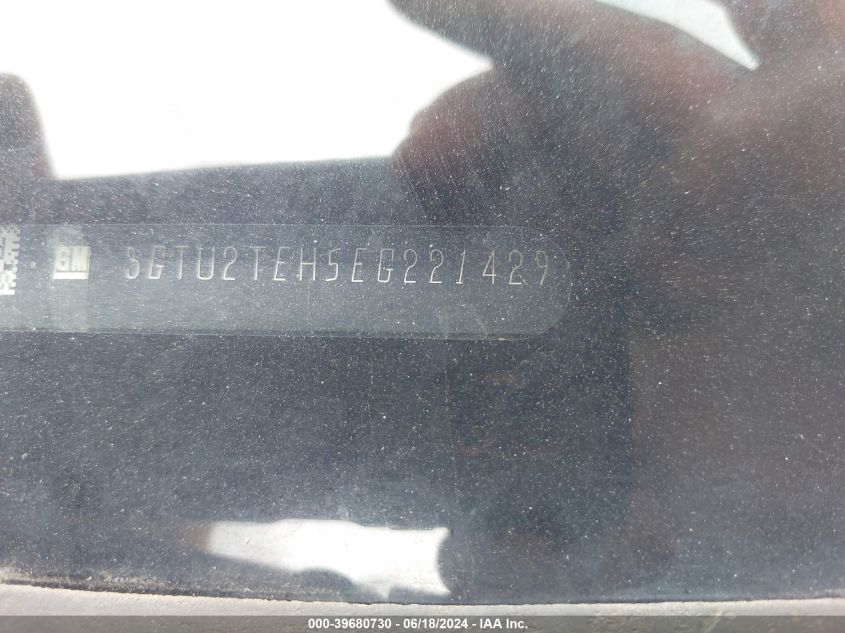 GM 3GTU2TEH5EG221429
000-39680730 - 06/18/2024 - IAA Inc.